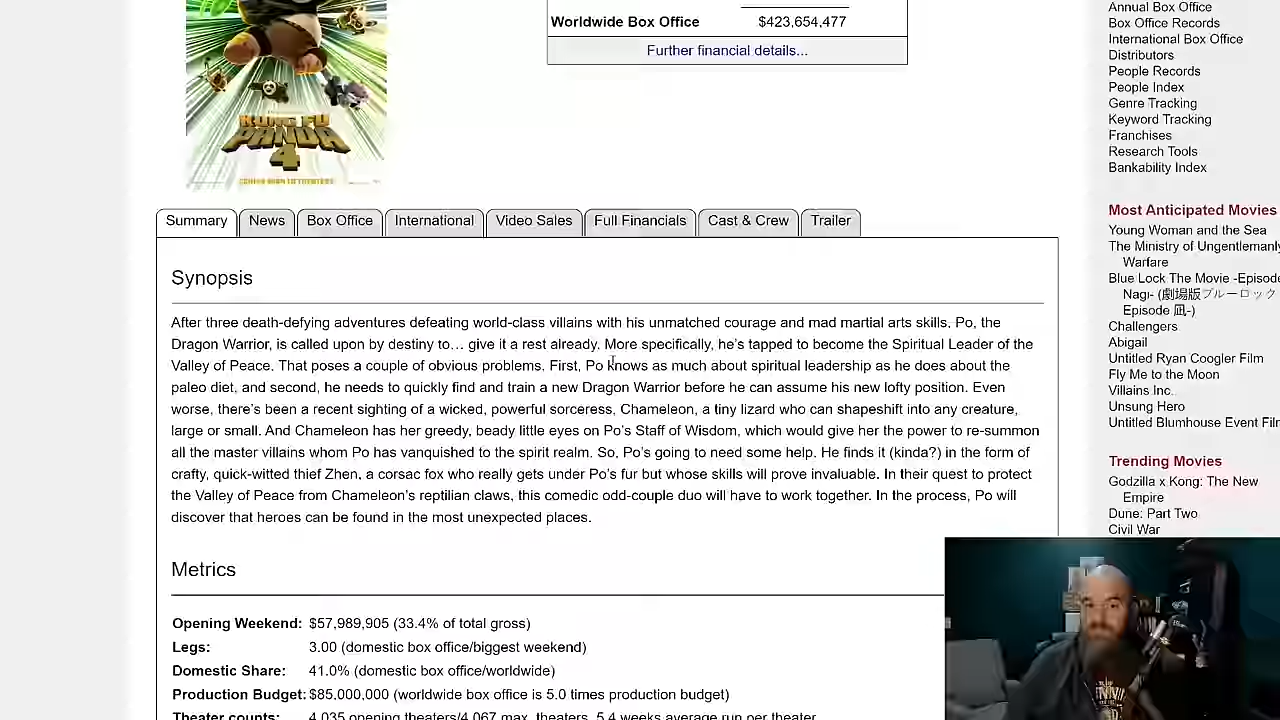 Worldwide Box Office $423,654,477
Further financial details...
KUNG FU
PANDA
4
Summary
News
Box Office
International
Video Sales
Full Financials
Cast & Crew
Trailer
Synopsis
After three death-defying adventures defeating world-class villains with his unmatched courage and mad martial arts skills, Po, the
Dragon Warrior, is called upon by destiny to… give it a rest already. More specifically, he’s tapped to become the Spiritual Leader of the
Valley of Peace. That poses a couple of obvious problems. First, Po knows as much about spiritual leadership as he does about the
paleo diet, and second, he needs to quickly find and train a new Dragon Warrior before he can assume his new lofty position. Even
worse, there’s been a recent sighting of a wicked, powerful sorceress, Chameleon, a tiny lizard who can shapeshift into any creature,
large or small. And Chameleon has her greedy, beady little eyes on Po’s Staff of Wisdom, which would give her the power to re-summon
all the master villains whom Po has vanquished to the spirit realm. So, Po’s going to need some help. He finds it (kinda?) in the form of
crafty, quick-witted thief Zhen, a corsac fox who really gets under Po’s fur but whose skills will prove invaluable. In their quest to protect
the Valley of Peace from Chameleon’s reptilian claws, this comedic odd-couple duo will have to work together. In the process, Po will
discover that heroes can be found in the most unexpected places.
Metrics
Opening Weekend: $57,989,905 (33.4% of total gross)
Legs: 3.00 (domestic box office/biggest weekend)
Domestic Share: 41.0% (domestic box office/worldwide)
Production Budget: $85,000,000 (worldwide box office is 5.0 times production budget)
Theater counts: 4,035 opening theaters/4,067 max. theaters, 5.4 weeks average run per theater
Annual Box Office
Box Office Records
International Box Office
Distributors
People Records
People Index
Genre Tracking
Keyword Tracking
Franchises
Research Tools
Bankability Index
Most Anticipated Movies
Young Woman and the Sea
The Ministry of Ungentlemanly
Warfare
Blue Lock The Movie -Episode
Nagi- (劇場版ブルーロック
Episode 凪-)
Challengers
Abigail
Untitled Ryan Coogler Film
Fly Me to the Moon
Villains Inc.
Unsung Hero
Untitled Blumhouse Event Fil
Trending Movies
Godzilla x Kong: The New
Empire
Dune: Part Two
Civil War